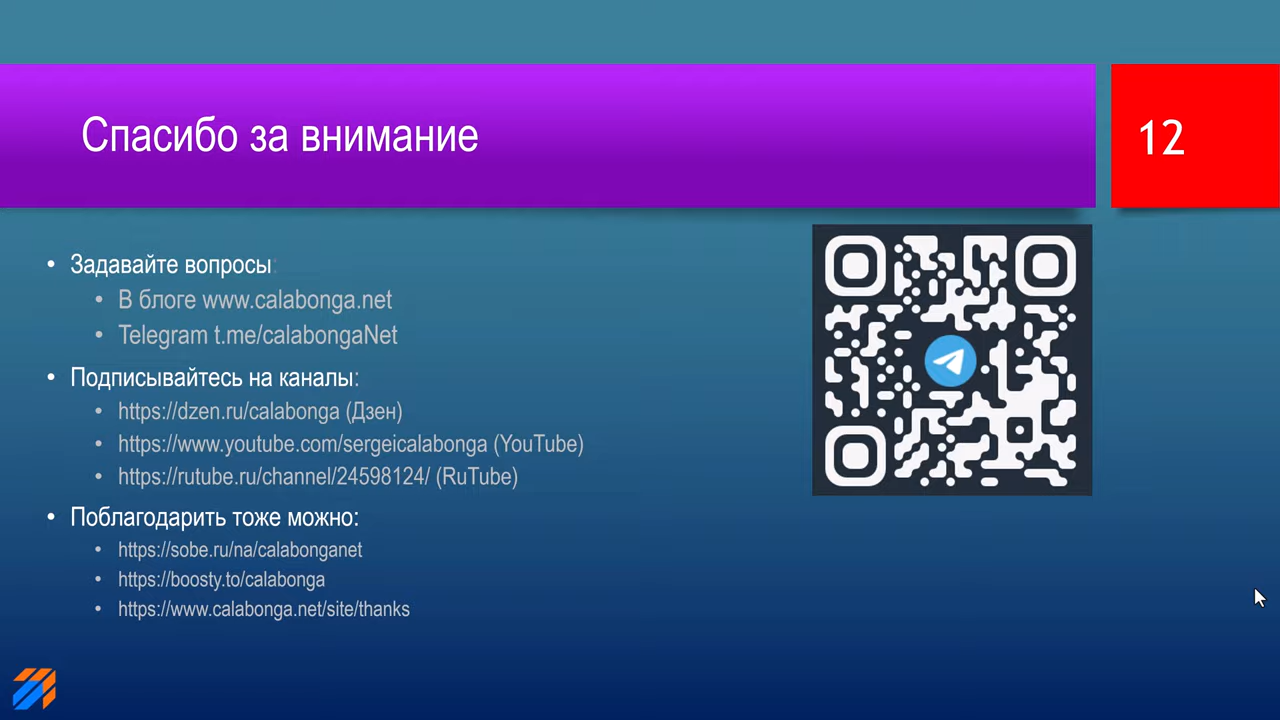 Спасибо за внимание
12
• Задавайте вопросы:
• В блоге www.calabonga.net
• Telegram t.me/calabongaNet
• Подписывайтесь на каналы:
• https://dzen.ru/calabonga (Дзен)
• https://www.youtube.com/sergeicalabonga (YouTube)
• https://rutube.ru/channel/24598124/ (RuTube)
• Поблагодарить тоже можно:
• https://sobe.ru/na/calabonganet
• https://boosty.to/calabonga
• https://www.calabonga.net/site/thanks